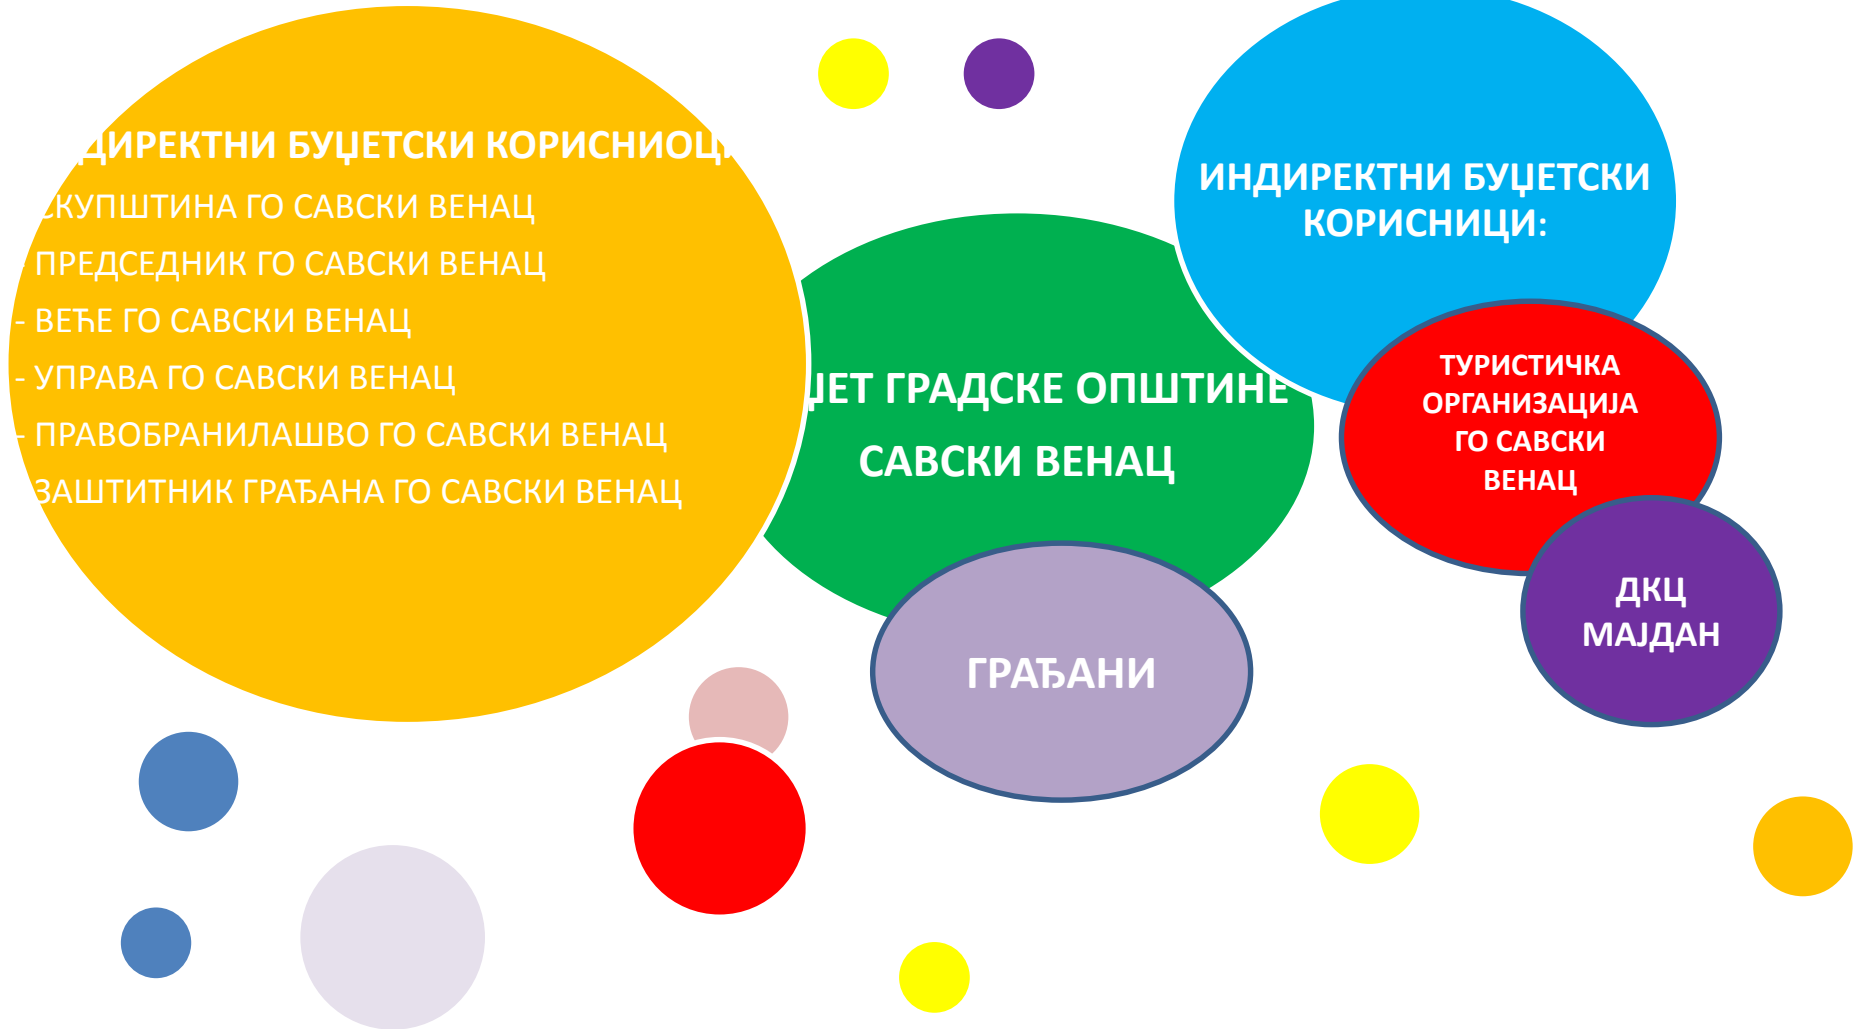 ДИРЕКТНИ БУЏЕТСКИ КОРИСНИОЦИ
СКУПШТИНА ГО САВСКИ ВЕНАЦ
- ПРЕДСЕДНИК ГО САВСКИ ВЕНАЦ
- ВЕЋЕ ГО САВСКИ ВЕНАЦ
- УПРАВА ГО САВСКИ ВЕНАЦ
- ПРАВОБРАНИЛАШВО ГО САВСКИ ВЕНАЦ
ЗАШТИТНИК ГРАЂАНА ГО САВСКИ ВЕНАЦ
ЏЕТ ГРАДСКЕ ОПШТИНЕ
САВСКИ ВЕНАЦ
ИНДИРЕКТНИ БУЏЕТСКИ
КОРИСНИЦИ:
ТУРИСТИЧКА
ОРГАНИЗАЦИЈА
ГО САВСКИ
ВЕНАЦ
ДКЦ
МАЈДАН
ГРАЂАНИ